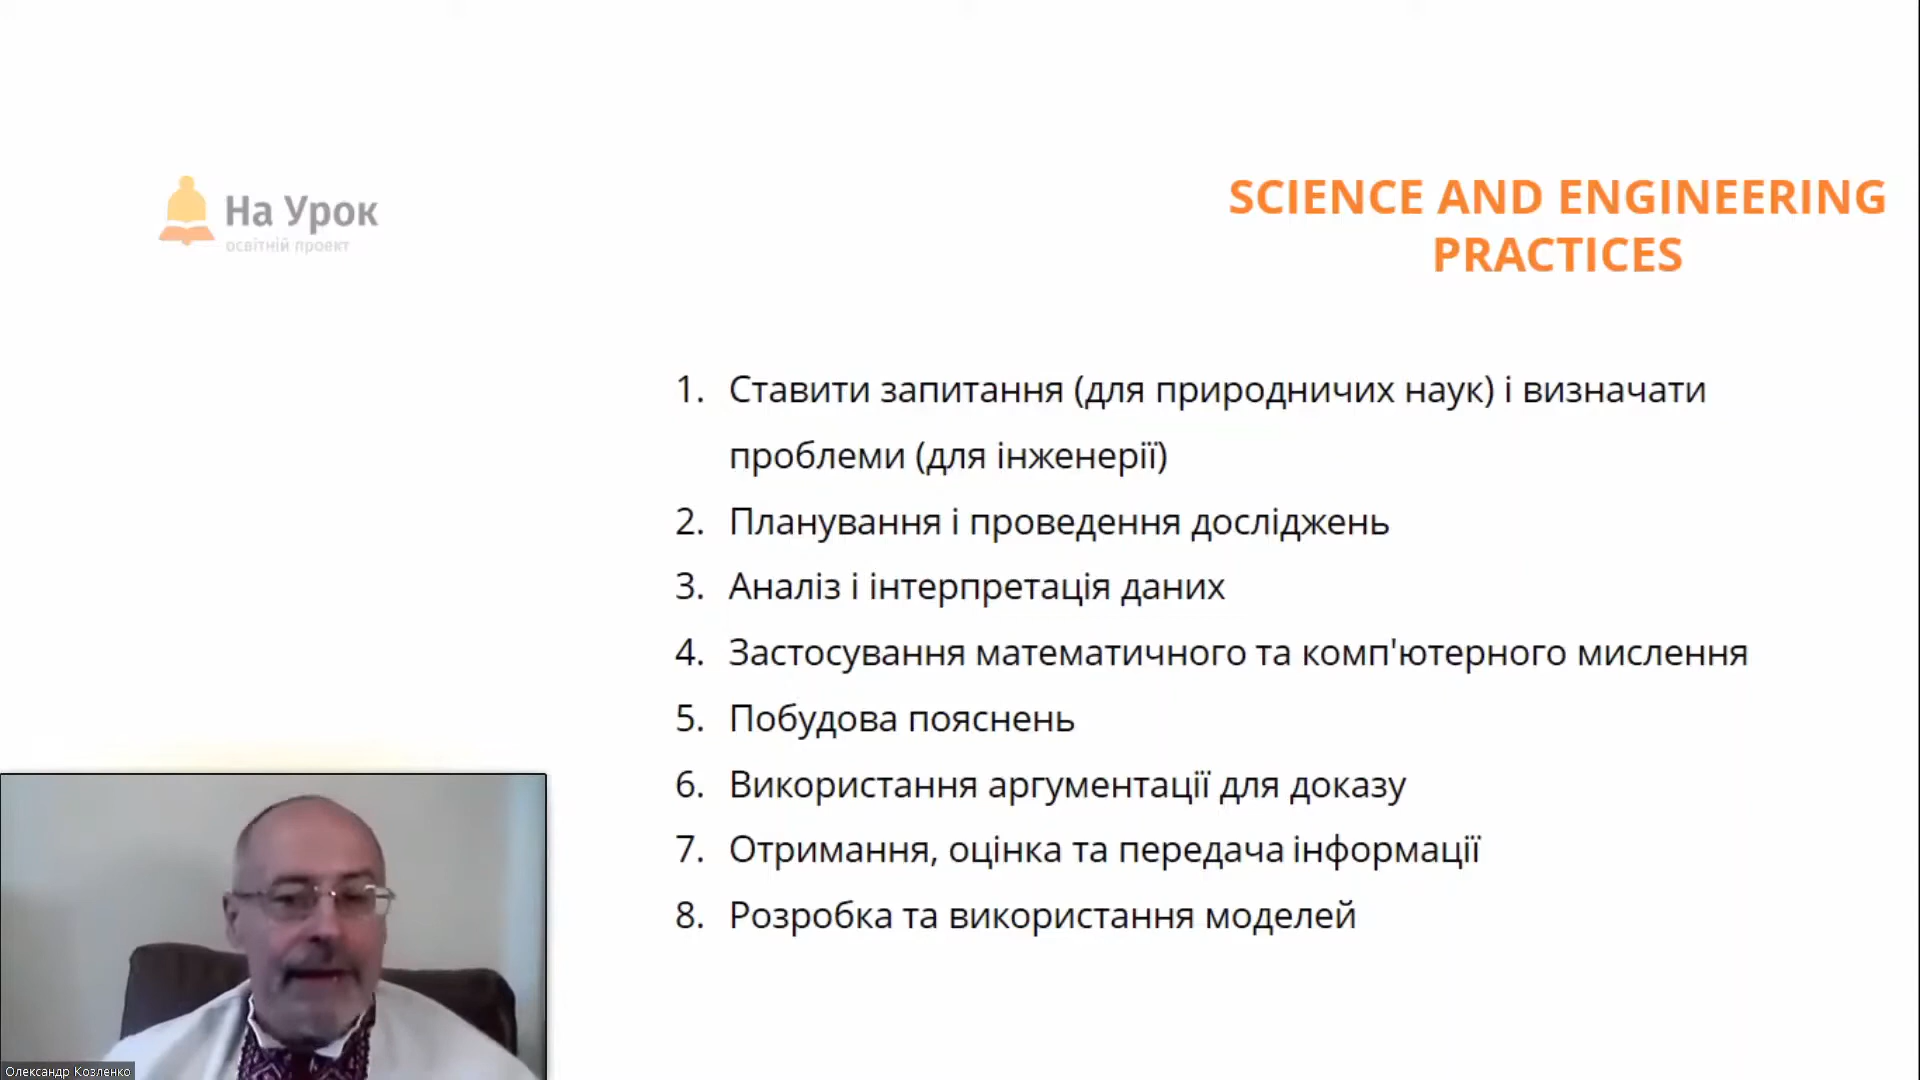 На Урок
освітній проект
SCIENCE AND ENGINEERING
PRACTICES
1. Ставити запитання (для природничих наук) і визначати
проблеми (для інженерії)
2. Планування і проведення досліджень
3. Аналіз і інтерпретація даних
4. Застосування математичного та комп'ютерного мислення
5. Побудова пояснень
6. Використання аргументації для доказу
7. Отримання, оцінка та передача інформації
8. Розробка та використання моделей
Олександр Козленко